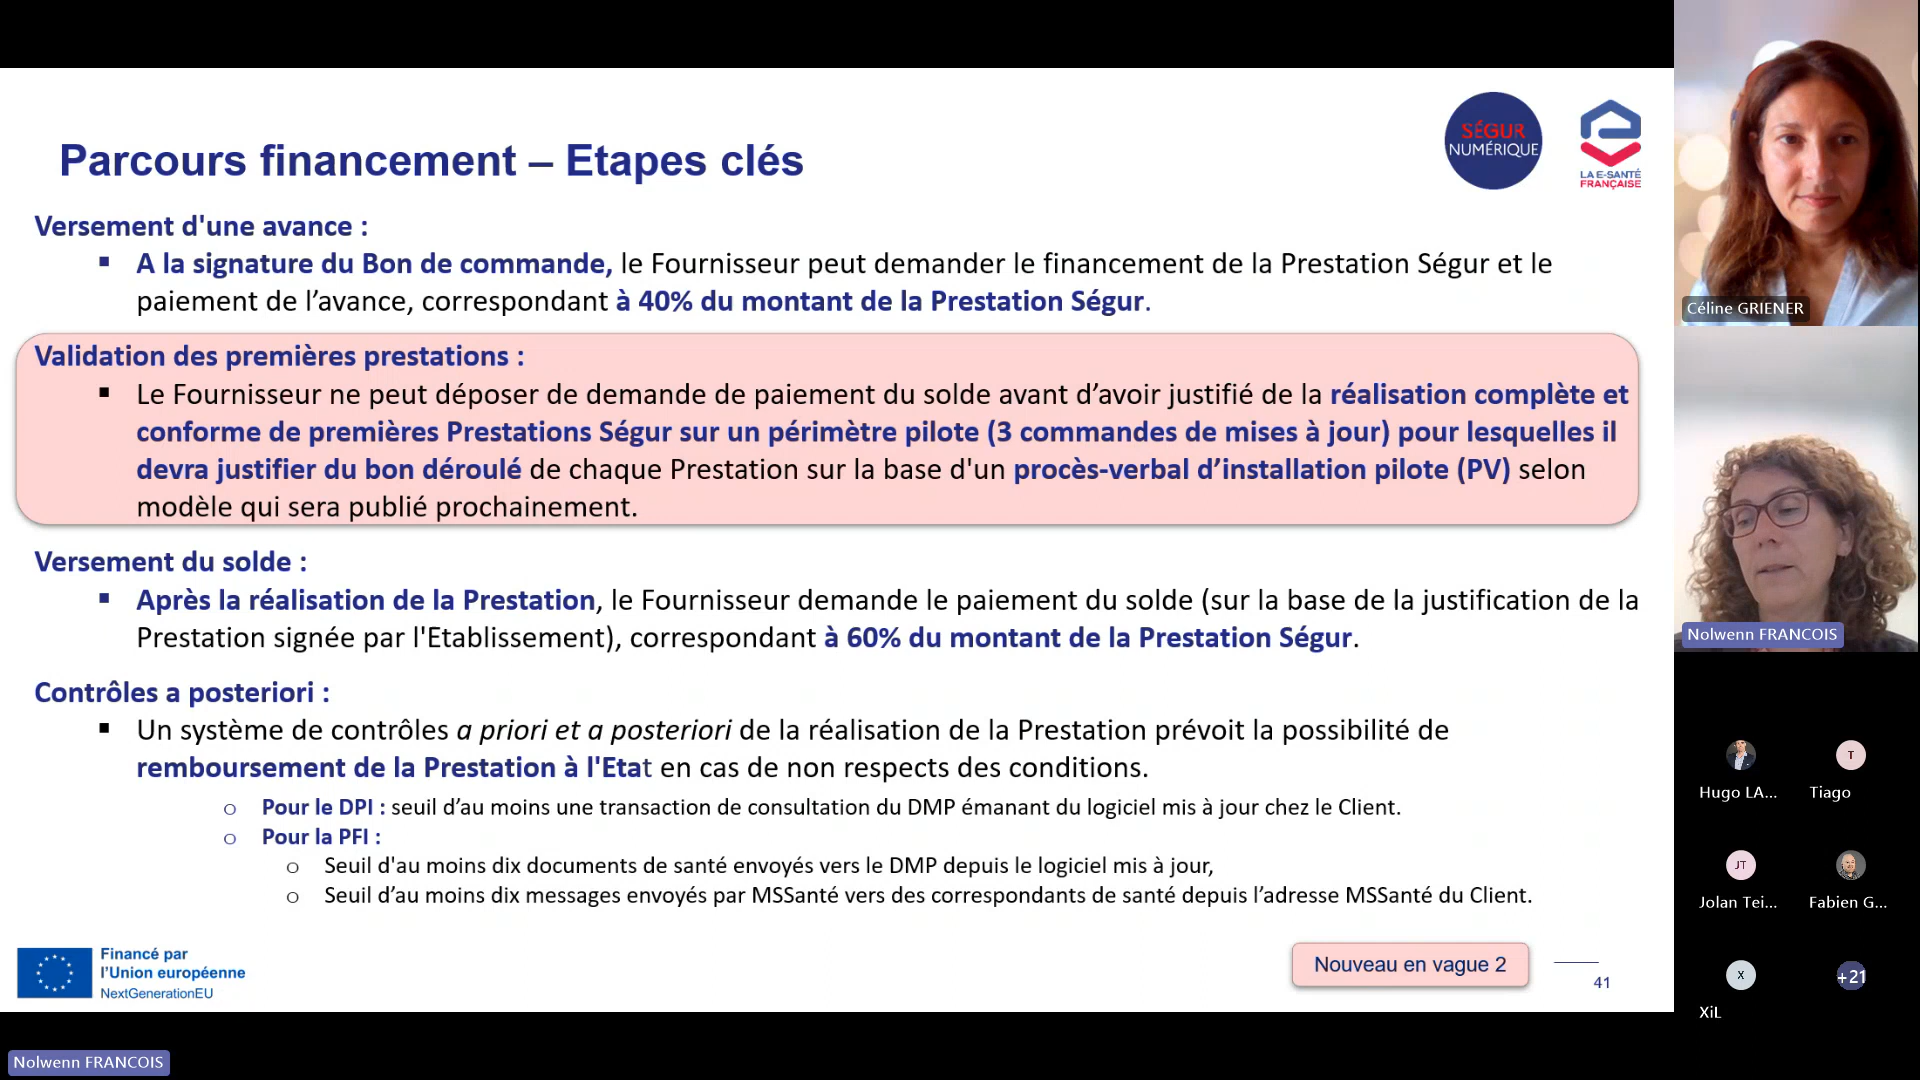 SÉGUR
NUMÉRIQUE
LA E-SANTÉ
FRANÇAISE
Parcours financement – Etapes clés
Versement d'une avance :
▪ A la signature du Bon de commande, le Fournisseur peut demander le financement de la Prestation Ségur et le
paiement de l’avance, correspondant à 40% du montant de la Prestation Ségur.
Validation des premières prestations :
▪ Le Fournisseur ne peut déposer de demande de paiement du solde avant d’avoir justifié de la réalisation complète et
conforme de premières Prestations Ségur sur un périmètre pilote (3 commandes de mises à jour) pour lesquelles il
devra justifier du bon déroulé de chaque Prestation sur la base d'un procès-verbal d’installation pilote (PV) selon
modèle qui sera publié prochainement.
Versement du solde :
▪ Après la réalisation de la Prestation, le Fournisseur demande le paiement du solde (sur la base de la justification de la
Prestation signée par l'Etablissement), correspondant à 60% du montant de la Prestation Ségur.
Contrôles a posteriori :
▪ Un système de contrôles a priori et a posteriori de la réalisation de la Prestation prévoit la possibilité de
remboursement de la Prestation à l'Etat en cas de non respects des conditions.
o Pour le DPI : seuil d’au moins une transaction de consultation du DMP émanant du logiciel mis à jour chez le Client.
o Pour la PFI :
o Seuil d'au moins dix documents de santé envoyés vers le DMP depuis le logiciel mis à jour,
o Seuil d’au moins dix messages envoyés par MSSanté vers des correspondants de santé depuis l’adresse MSSanté du Client.
Financé par
l’Union européenne
NextGenerationEU
Nouveau en vague 2
41
Nolwenn FRANCOIS
Céline GRIENER
Nolwenn FRANCOIS
T
Hugo LA... Tiago
JT
Jolan Tei... Fabien G...
X +21
XiL